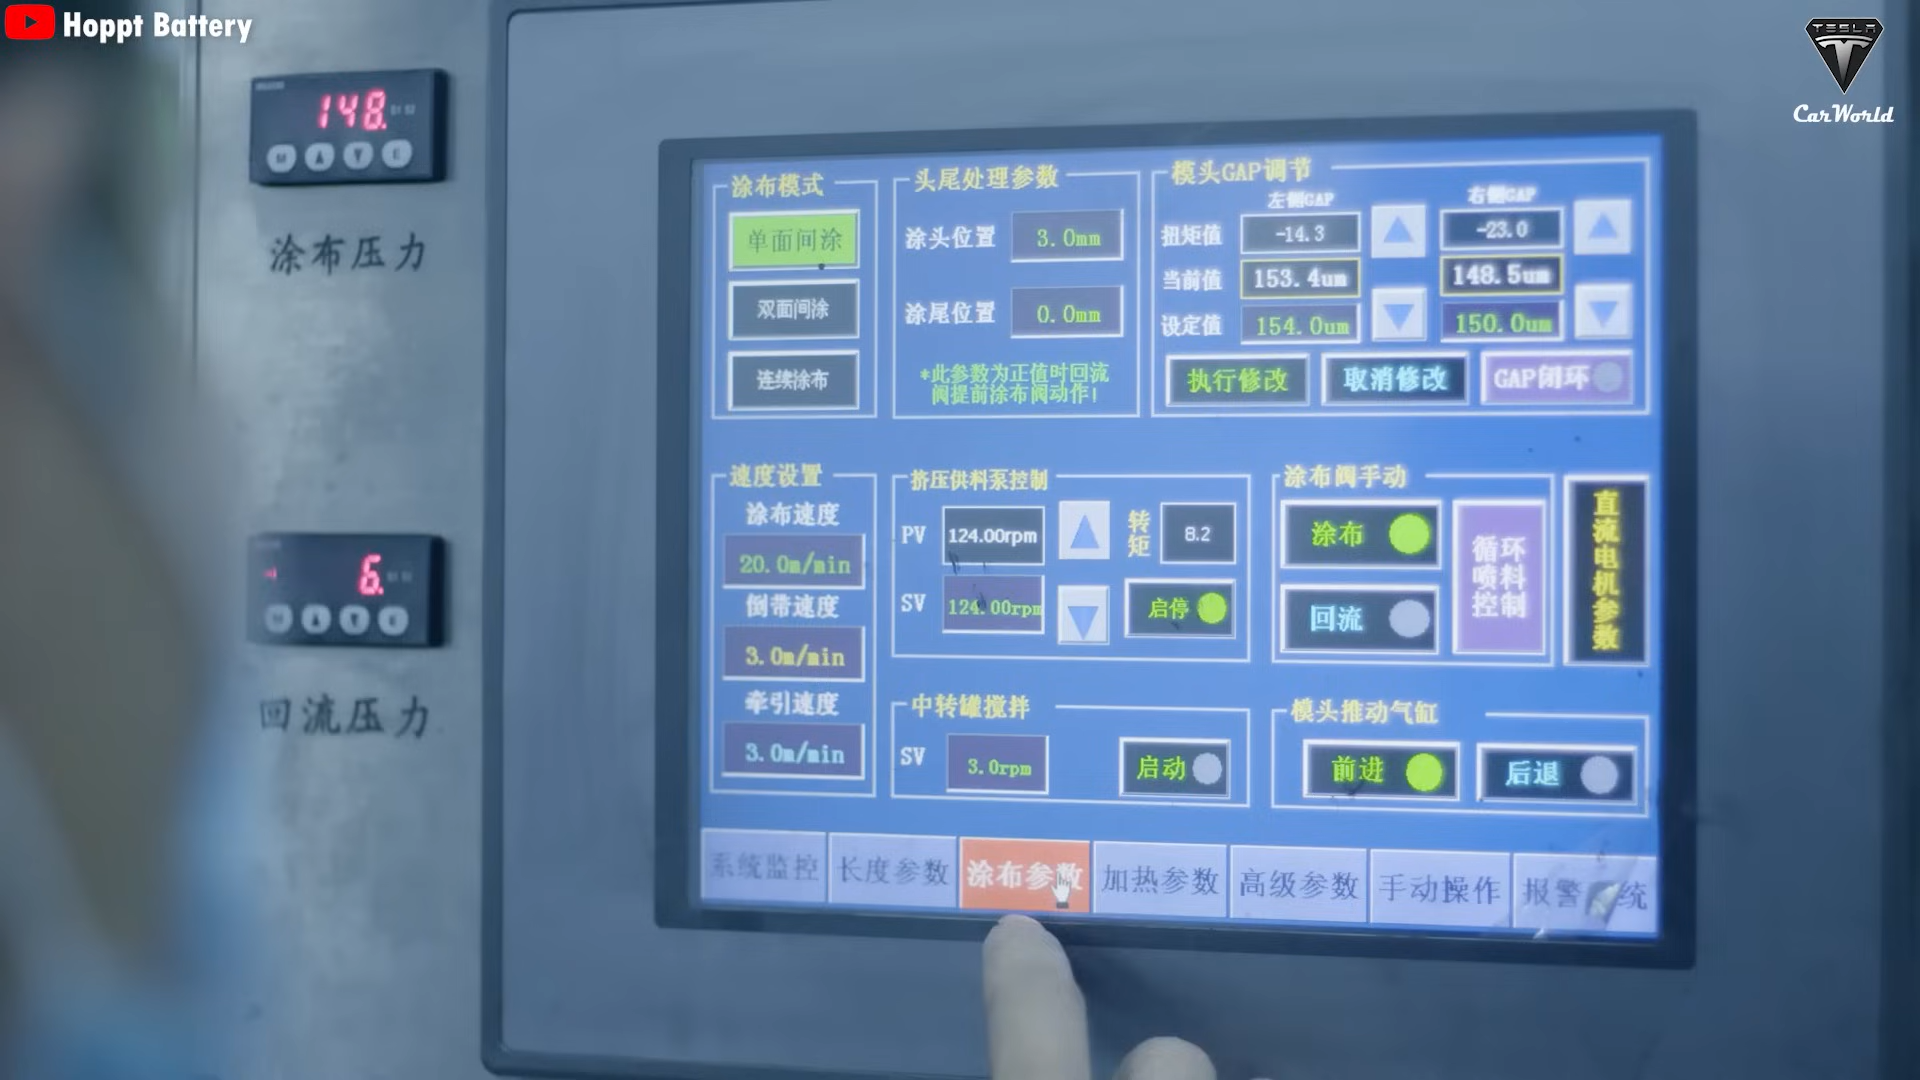 Hoppt Battery
TESLA
CarWorld
148.
涂布压力
6.
回流压力
涂布模式
单面间涂
双面间涂
连续涂布
头尾处理参数
涂头位置 3.0mm
涂尾位置 0.0mm
*此参数为正值时回流
阀提前涂布阀动作!
模头GAP调节
左侧GAP 右侧GAP
扭矩值 -14.3 -23.0
当前值 153.4um 148.5um
设定值 154.0um 150.0um
执行修改 取消修改 GAP闭环
速度设置
涂布速度
20.0m/min
倒带速度
3.0m/min
牵引速度
3.0m/min
挤压供料泵控制
PV 124.00rpm 转矩 8.2
SV 124.00rpm 启停
中转罐搅拌
SV 3.0rpm 启动
涂布阀手动
涂布
回流
循环喷料控制
直流电机参数
模头推动气缸
前进 后退
系统监控 长度参数 涂布参数 加热参数 高级参数 手动操作 报警 统